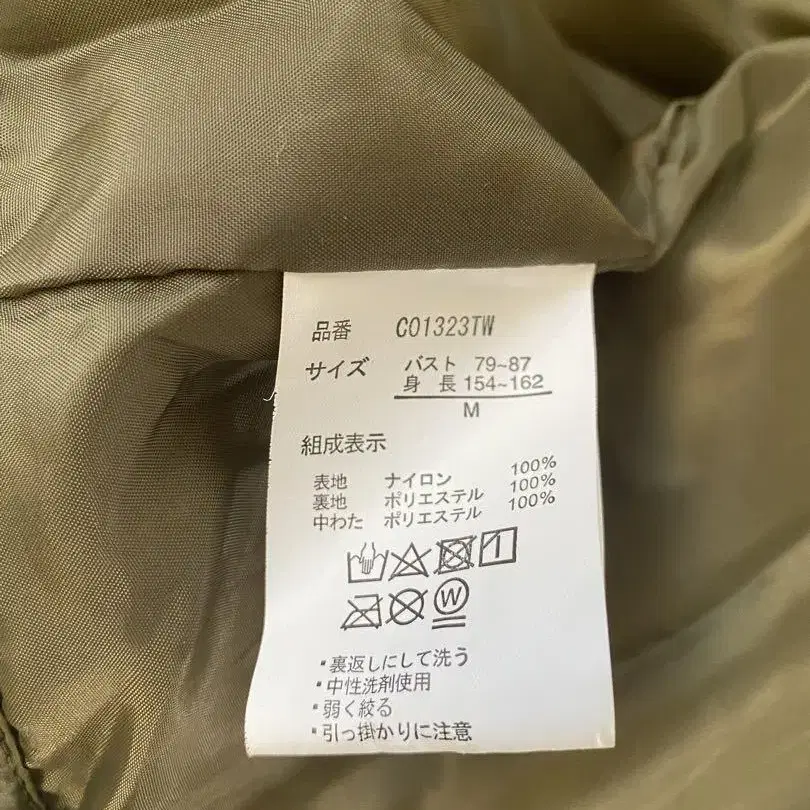 品番 CO1323TW
サイズ バスト 79~87
身長 154~162
M
組成表示
表地 ナイロン 100%
裏地 ポリエステル 100%
中わた ポリエステル 100%
W
・裏返しにして洗う
・中性洗剤使用
・弱く絞る
・引っ掛かりに注意